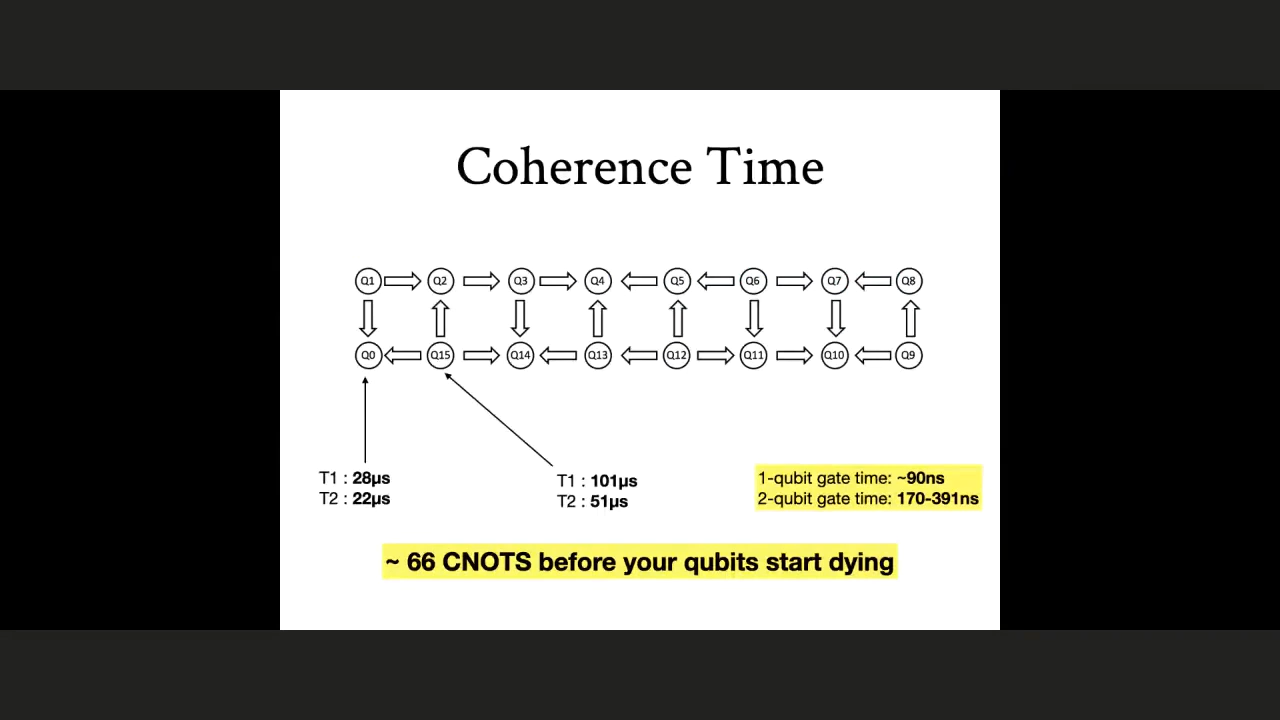 Coherence Time
Q1 Q2 Q3 Q4 Q5 Q6 Q7 Q8
Q0 Q15 Q14 Q13 Q12 Q11 Q10 Q9
T1 : 28µs
T2 : 22µs
T1 : 101µs
T2 : 51µs
1-qubit gate time: ~90ns
2-qubit gate time: 170-391ns
~ 66 CNOTS before your qubits start dying